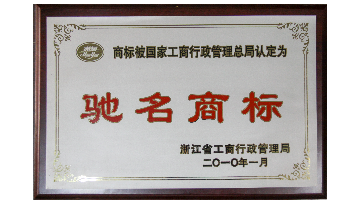 商标被国家工商行政管理总局认定为
驰名商标
浙江省工商行政管理局
二〇一〇年一月